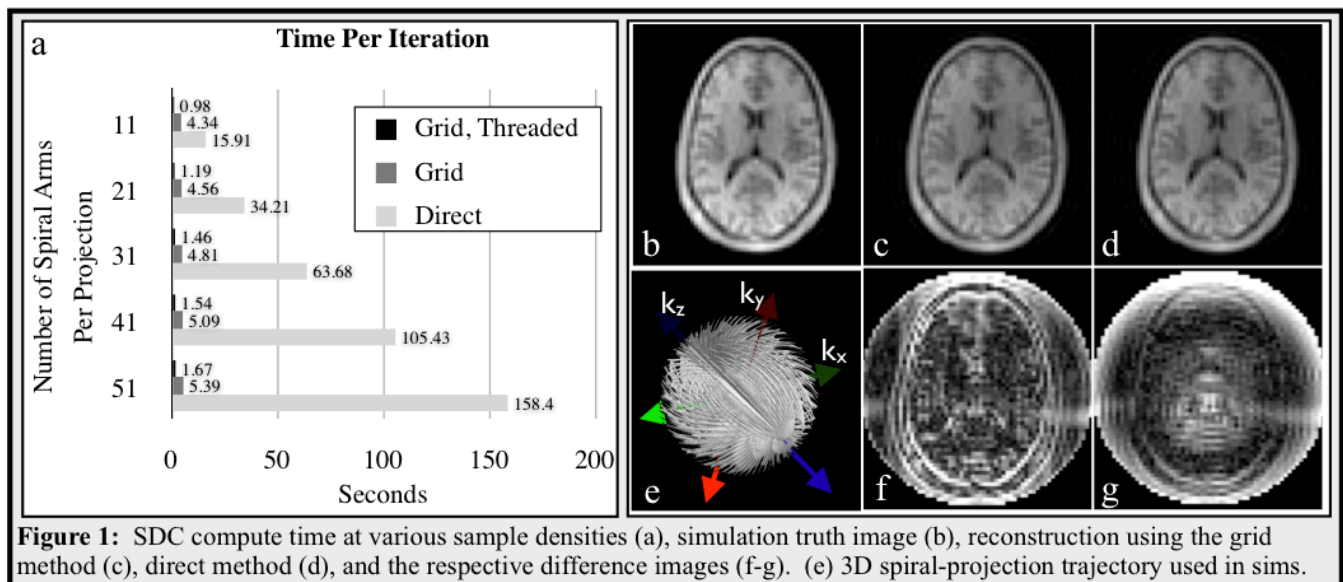 a
Time Per Iteration
Number of Spiral Arms
Per Projection
11
0.98
4.34
15.91
21
1.19
4.56
34.21
31
1.46
4.81
63.68
41
1.54
5.09
105.43
51
1.67
5.39
158.4
Grid, Threaded
Grid
Direct
0 50 100 150 200
Seconds
b
c
d
kz
ky
kx
e
f
g
Figure 1: SDC compute time at various sample densities (a), simulation truth image (b), reconstruction using the grid
method (c), direct method (d), and the respective difference images (f-g). (e) 3D spiral-projection trajectory used in sims.